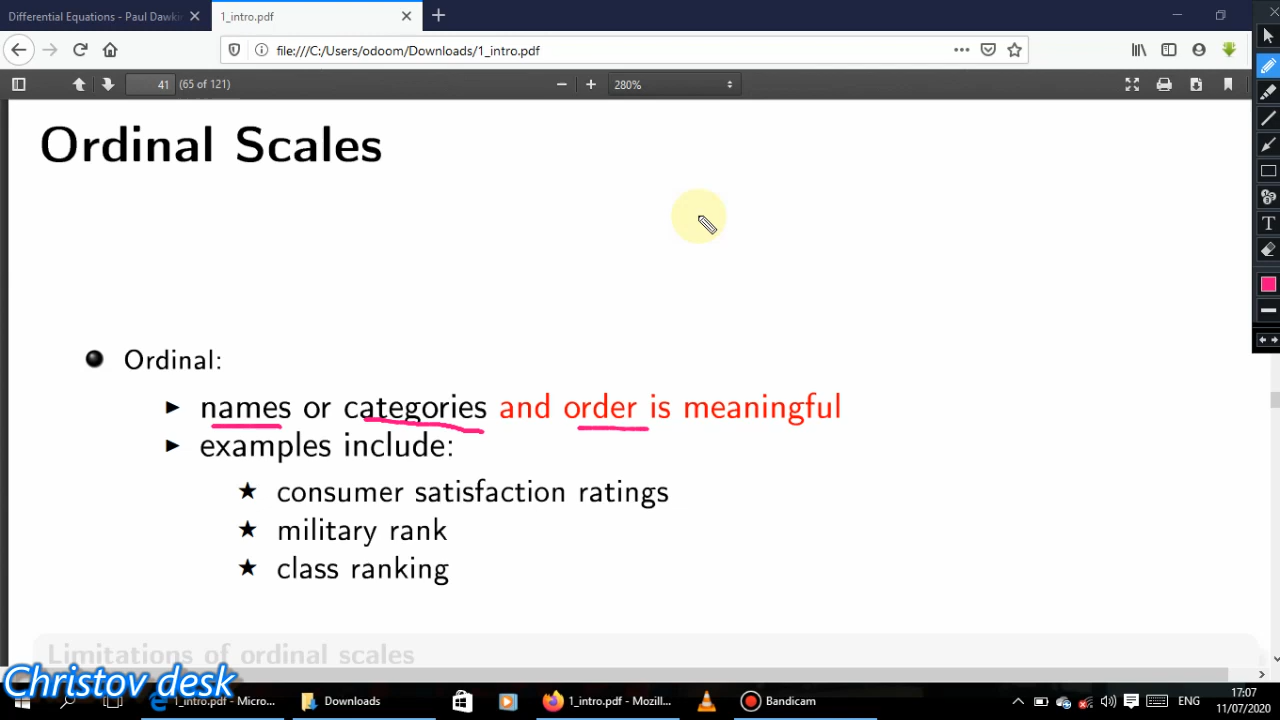 Differential Equations - Paul Dawkin
1_intro.pdf
file:///C:/Users/odoom/Downloads/1_intro.pdf
41 (65 of 121)
280%
Ordinal Scales
Ordinal:
names or categories and order is meaningful
examples include:
consumer satisfaction ratings
military rank
class ranking
Limitations of ordinal scales
Christov desk
1_intro.pdf - Micro...
Downloads
1_intro.pdf - Mozill...
Bandicam
ENG
17:07
11/07/2020